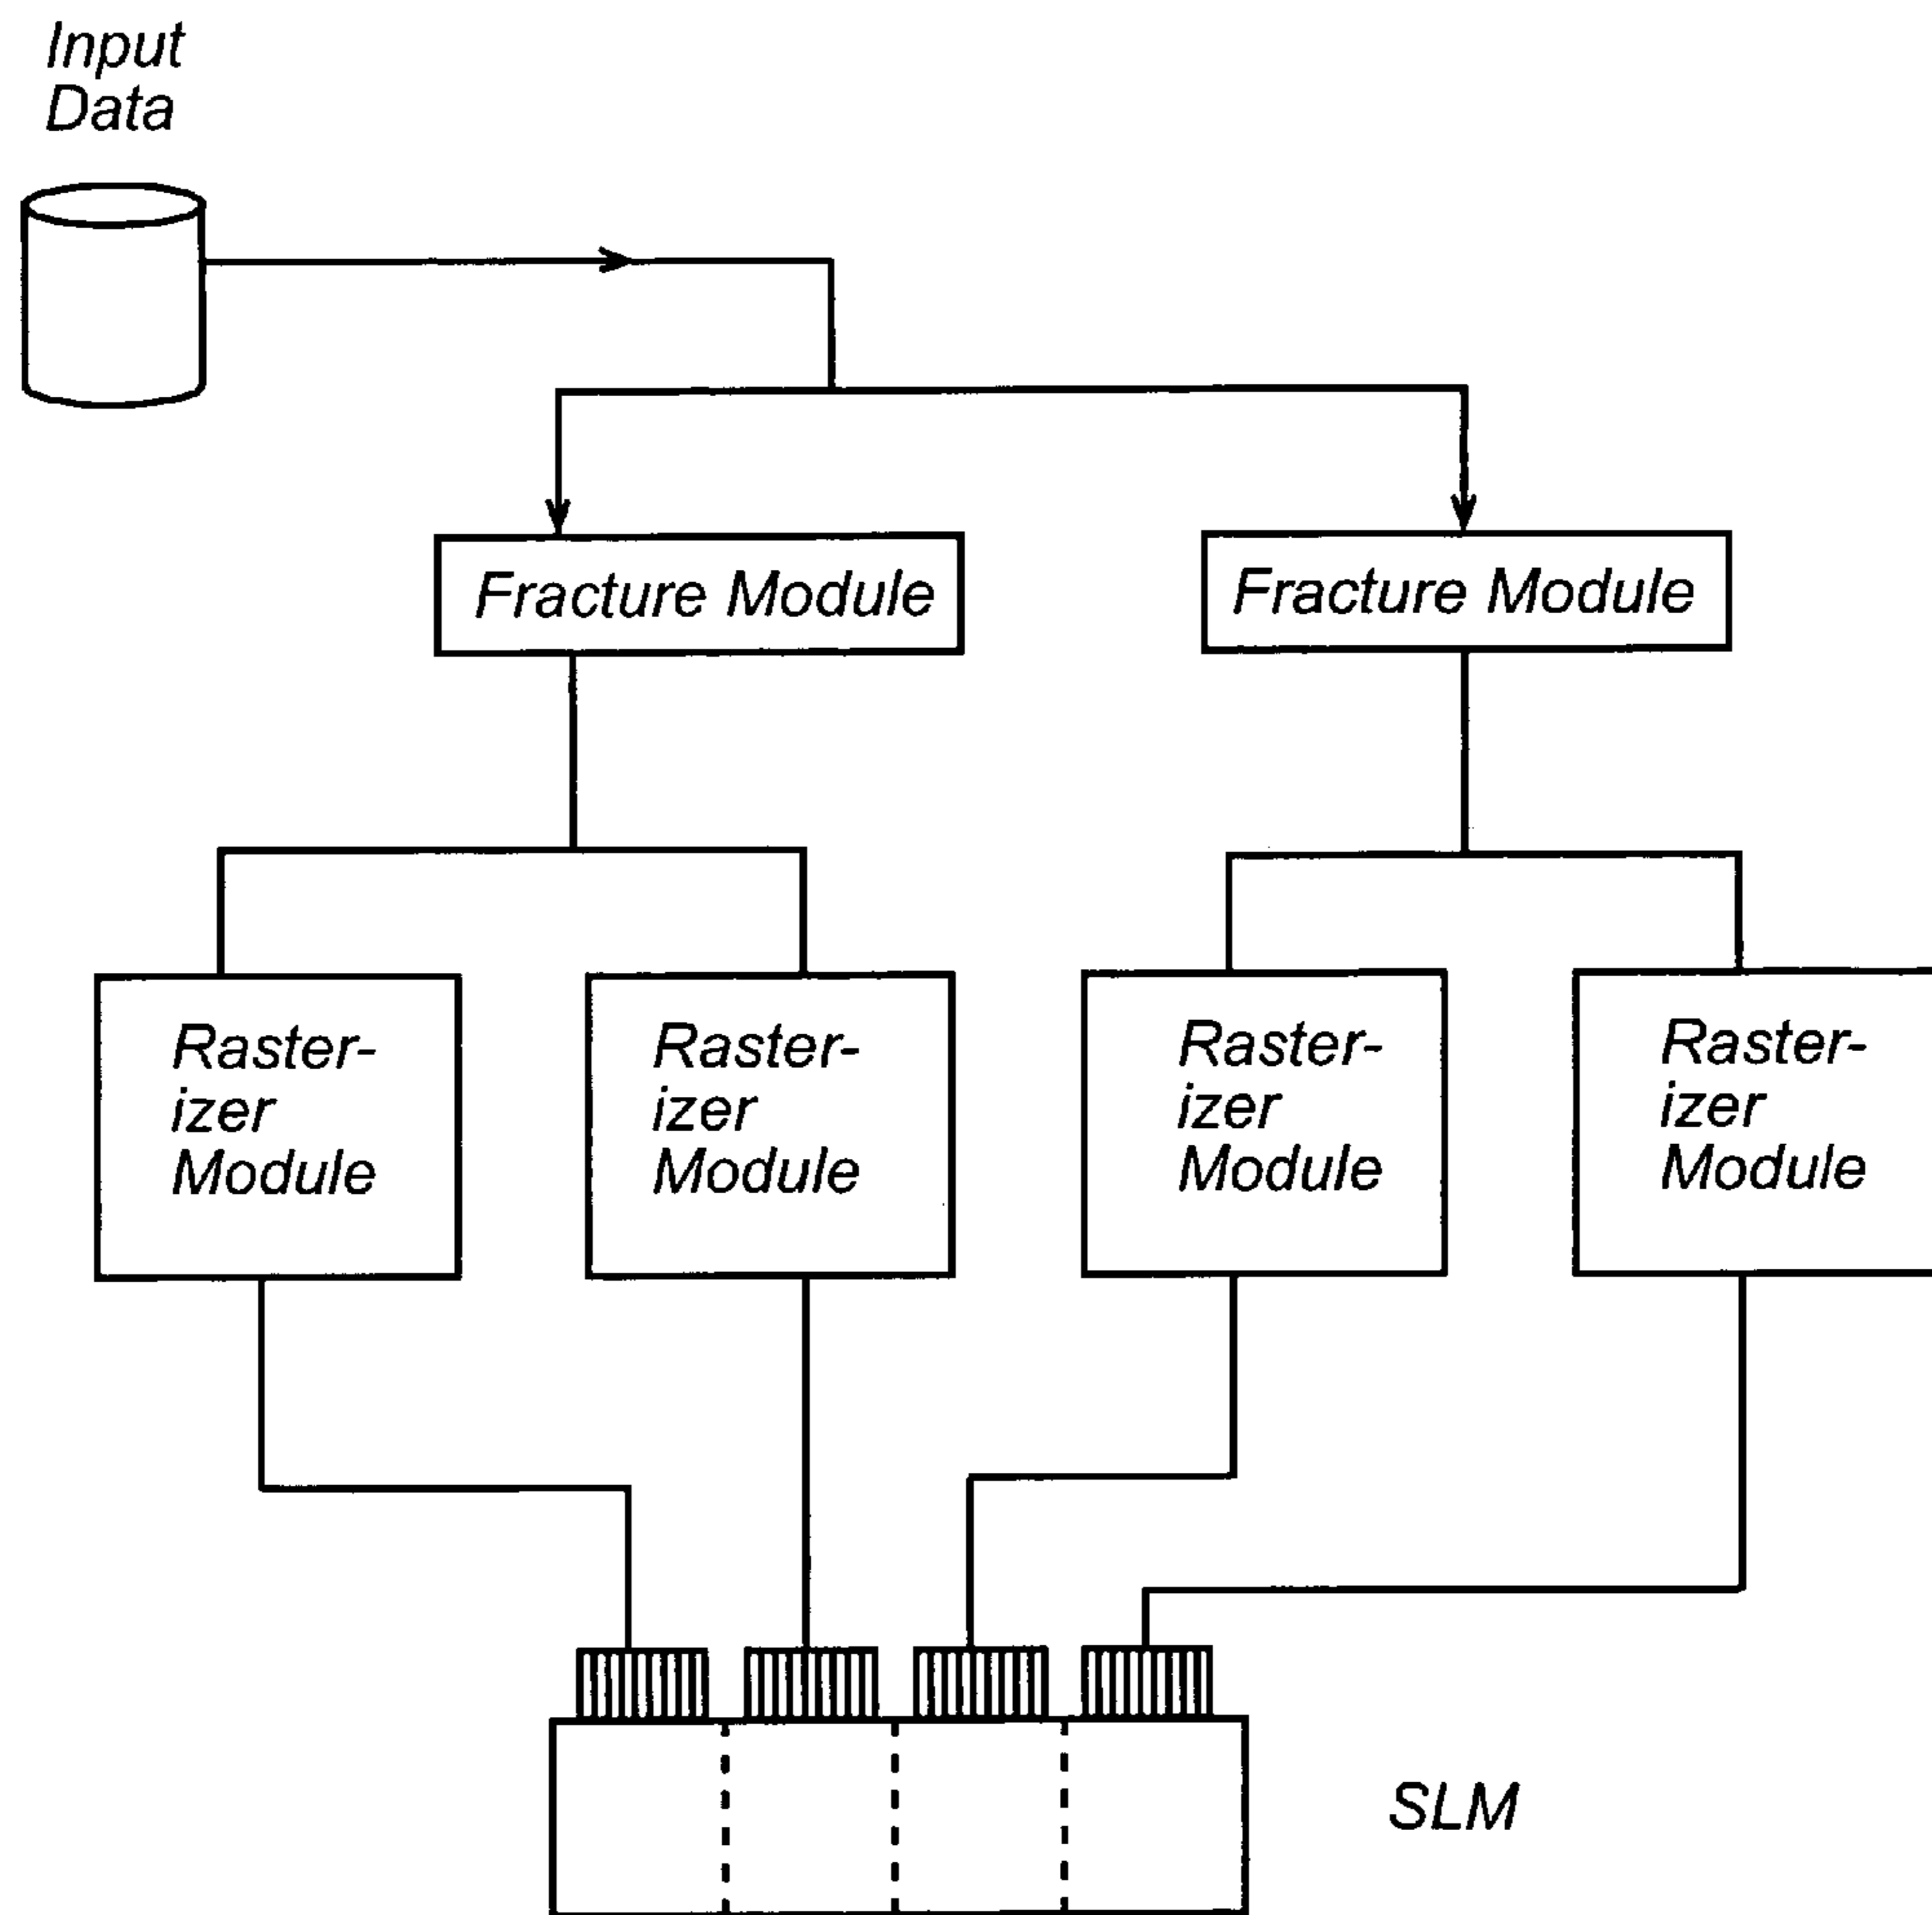 Input
Data
Fracture Module
Fracture Module
Raster-
izer
Module
Raster-
izer
Module
Raster-
izer
Module
Raster-
izer
Module
SLM